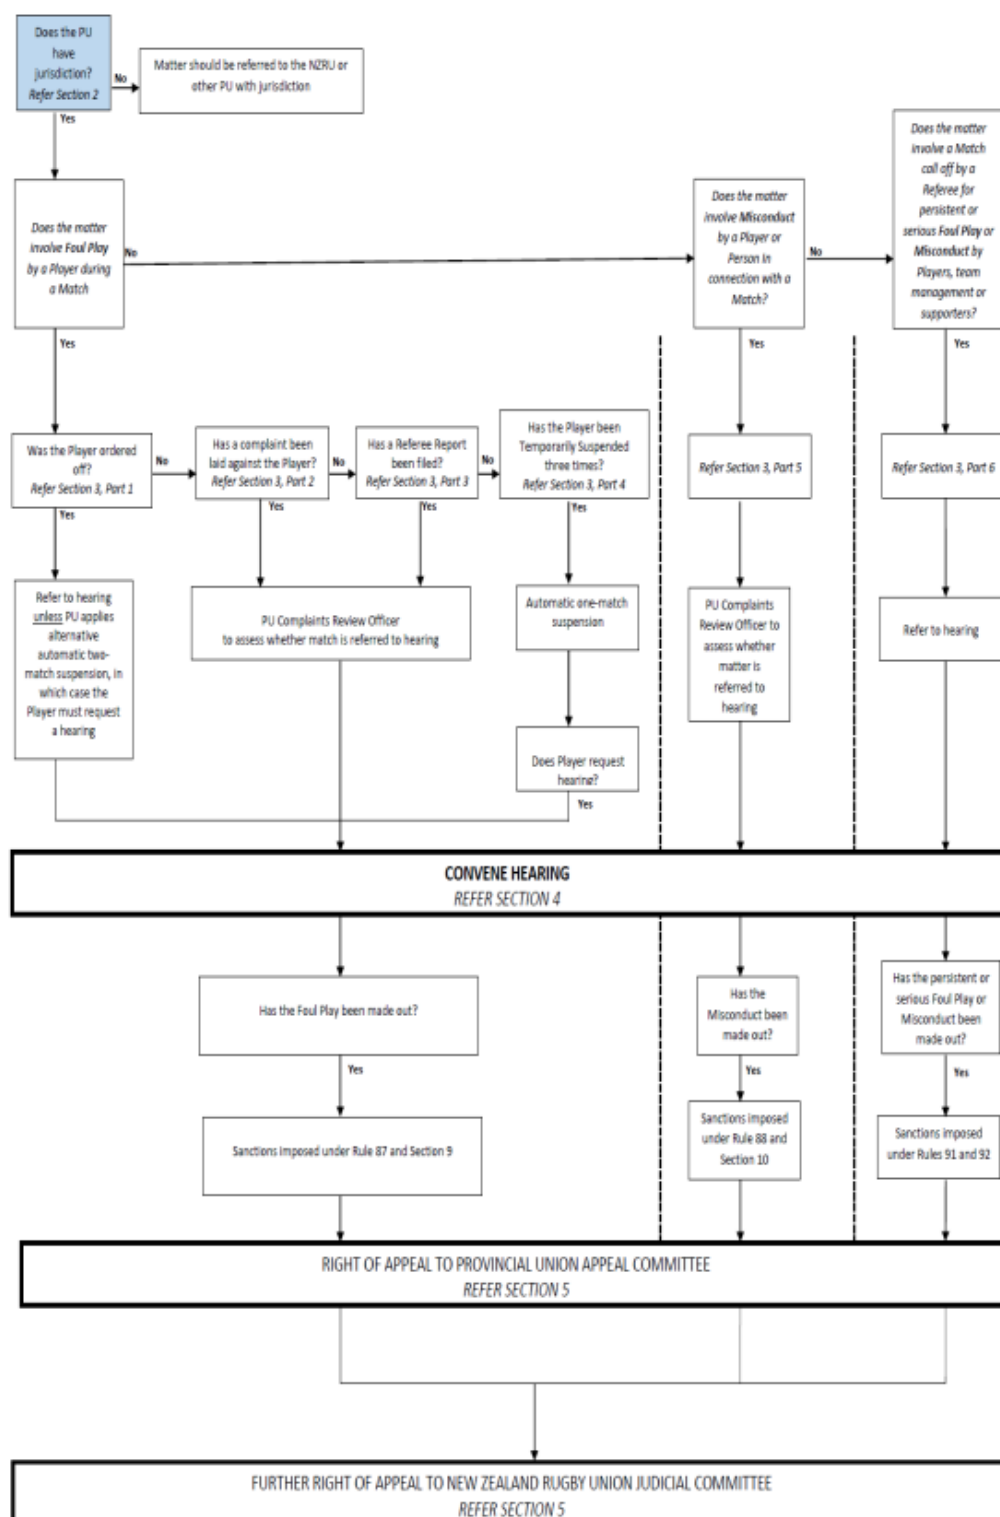 Does the PU
have
jurisdiction?
Refer Section 2
No
Matter should be referred to the NZRU or
other PU with jurisdiction
Yes
Does the matter
involve Foul Play
by a Player during
a Match
No
Does the matter
involve Misconduct
by a Player or
Person in
connection with a
Match?
No
Does the matter
involve a Match
call off by a
Referee for
persistent or
serious Foul Play or
Misconduct by
Players, team
management or
supporters?
Yes
Yes
Yes
Was the Player ordered
off?
Refer Section 3, Part 1
No
Has a complaint been
laid against the Player?
Refer Section 3, Part 2
No
Has a Referee Report
been filed?
Refer Section 3, Part 3
No
Has the Player been
Temporarily Suspended
three times?
Refer Section 3, Part 4
Refer Section 3, Part 5
Refer Section 3, Part 6
Yes
Yes
Yes
Yes
Refer to hearing
unless PU applies
alternative
automatic two-
match suspension, in
which case the
Player must request
a hearing
PU Complaints Review Officer
to assess whether match is referred to hearing
Automatic one-match
suspension
PU Complaints
Review Officer to
assess whether
matter is
referred to
hearing
Refer to hearing
Does Player request
hearing?
Yes
CONVENE HEARING
REFER SECTION 4
Has the Foul Play been made out?
Has the
Misconduct been
made out?
Has the persistent or
serious Foul Play or
Misconduct been
made out?
Yes
Yes
Yes
Sanctions imposed under Rule 87 and Section 9
Sanctions imposed
under Rule 88 and
Section 10
Sanctions imposed
under Rules 91 and 92
RIGHT OF APPEAL TO PROVINCIAL UNION APPEAL COMMITTEE
REFER SECTION 5
FURTHER RIGHT OF APPEAL TO NEW ZEALAND RUGBY UNION JUDICIAL COMMITTEE
REFER SECTION 5